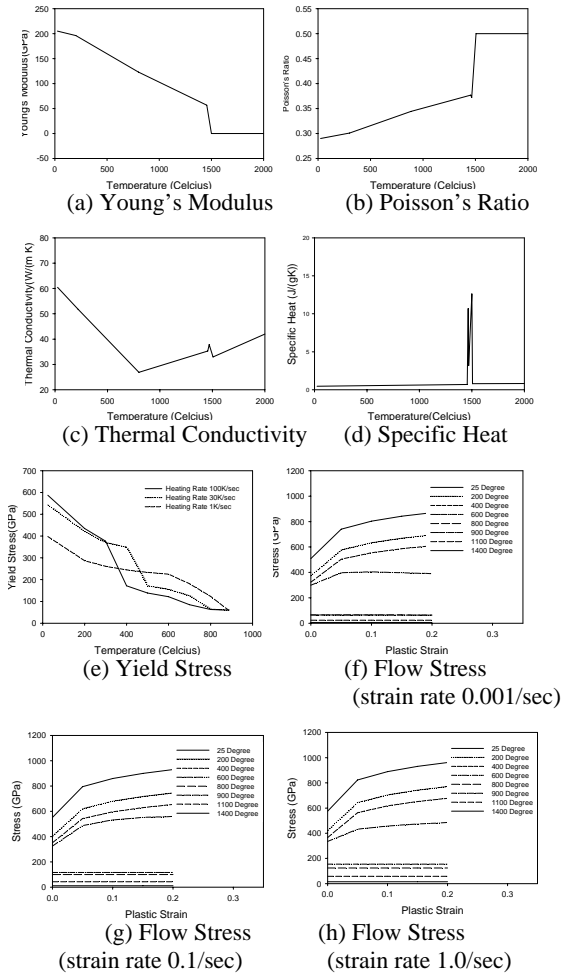 250
200
150
100
50
0
-50
Young's Modulus(GPa)
0 500 1000 1500 2000
Temperature (Celcius)
(a) Young's Modulus
0.55
0.50
0.45
0.40
0.35
0.30
0.25
Poisson's Ratio
0 500 1000 1500 2000
Temperature (Celcius)
(b) Poisson's Ratio
80
70
60
50
40
30
20
Thermal Conductivity(W/(m K)
0 500 1000 1500 2000
Temperature (Celcius)
(c) Thermal Conductivity
20
15
10
5
0
Specific Heat (J/(gK))
0 500 1000 1500 2000
Temperature(Celcius)
(d) Specific Heat
700
600
500
400
300
200
100
0
Yield Stress(GPa)
Heating Rate 100K/sec
Heating Rate 30K/sec
Heating Rate 1K/sec
0 200 400 600 800 1000
Temperature (Celcius)
(e) Yield Stress
1200
1000
800
600
400
200
0
Stress (GPa)
25 Degree
200 Degree
400 Degree
600 Degree
800 Degree
900 Degree
1100 Degree
1400 Degree
0.0 0.1 0.2 0.3
Plastic Strain
(f) Flow Stress
(strain rate 0.001/sec)
1200
1000
800
600
400
200
0
Stress (GPa)
25 Degree
200 Degree
400 Degree
600 Degree
800 Degree
900 Degree
1100 Degree
1400 Degree
0.0 0.1 0.2 0.3
Plastic Strain
(g) Flow Stress
(strain rate 0.1/sec)
1200
1000
800
600
400
200
0
Stress (GPa)
25 Degree
200 Degree
400 Degree
600 Degree
800 Degree
900 Degree
1100 Degree
1400 Degree
0.0 0.1 0.2 0.3
Plastic Strain
(h) Flow Stress
(strain rate 1.0/sec)